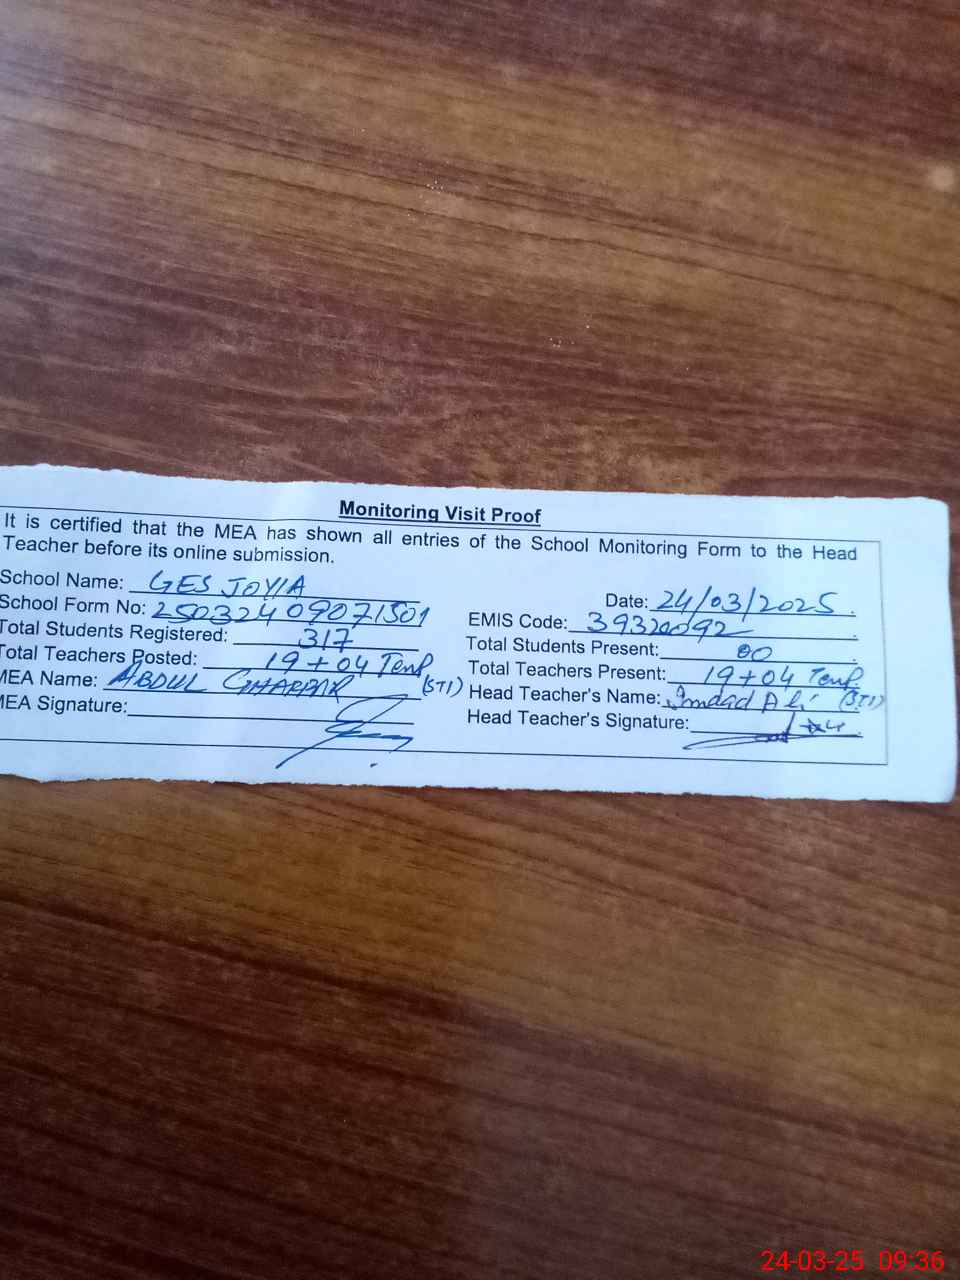 Monitoring Visit Proof
It is certified that the MEA has shown all entries of the School Monitoring Form to the Head
Teacher before its online submission.
School Name: GES JOYIA
Date: 24/03/2025
School Form No: 25032409071501
EMIS Code: 39320092
Total Students Registered: 317
Total Students Present: 00
Total Teachers Posted: 19+04 Temp (STI)
Total Teachers Present: 19+04 Temp (STI)
MEA Name: ABDUL GHAFFAR
Head Teacher's Name: Imdad Ali
MEA Signature:
Head Teacher's Signature:
24-03-25 09:36